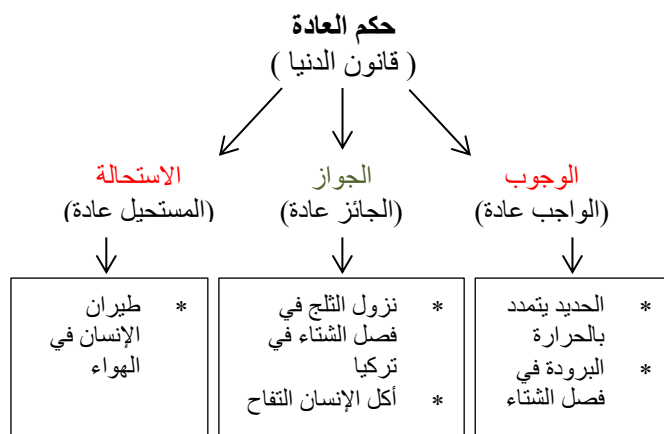 حكم العادة
( قانون الدنيا )
الوجوب
(الواجب عادة)
الجواز
(الجائز عادة)
الاستحالة
(المستحيل عادة)
* الحديد يتمدد
بالحرارة
* البرودة في
فصل الشتاء
* نزول الثلج في
فصل الشتاء في
تركيا
* أكل الإنسان التفاح
* طيران
الإنسان في
الهواء